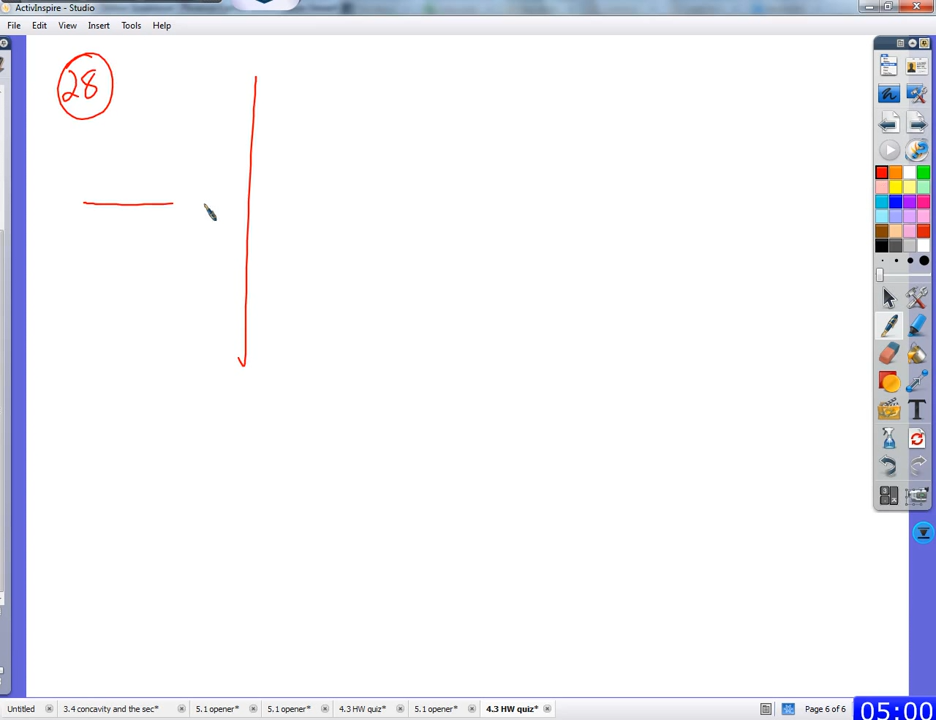 ActivInspire - Studio
File Edit View Insert Tools Help
28
T
Untitled 3.4 concavity and the sec* 5.1 opener* 5.1 opener* 4.3 HW quiz* 5.1 opener* 4.3 HW quiz* Page 6 of 6
05:00